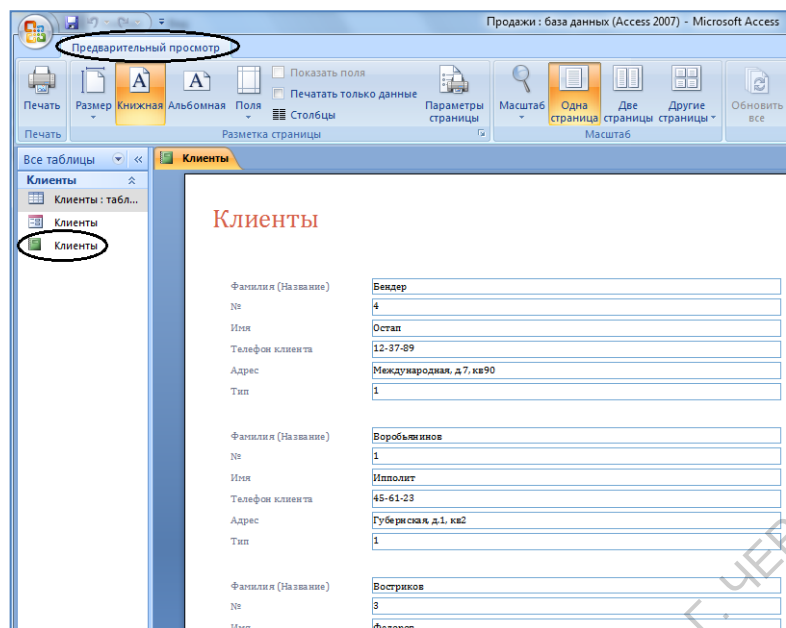 Продажи : база данных (Access 2007) - Microsoft Access
Предварительный просмотр
Печать
Размер
Книжная
Альбомная
Поля
Показать поля
Печатать только данные
Столбцы
Параметры страницы
Масштаб
Одна страница
Две страницы
Другие страницы
Обновить все
Печать
Разметка страницы
Масштаб
Все таблицы
Клиенты
Клиенты
Клиенты : табл...
Клиенты
Клиенты
Клиенты
Фамилия (Название) Бендер
№ 4
Имя Остап
Телефон клиента 12-37-89
Адрес Международная, д.7, кв90
Тип 1
Фамилия (Название) Воробьянинов
№ 1
Имя Ипполит
Телефон клиента 45-61-23
Адрес Губернская, д.1, кв2
Тип 1
Фамилия (Название) Востриков
№ 3
Имя Федоров
Г. ЧЕР